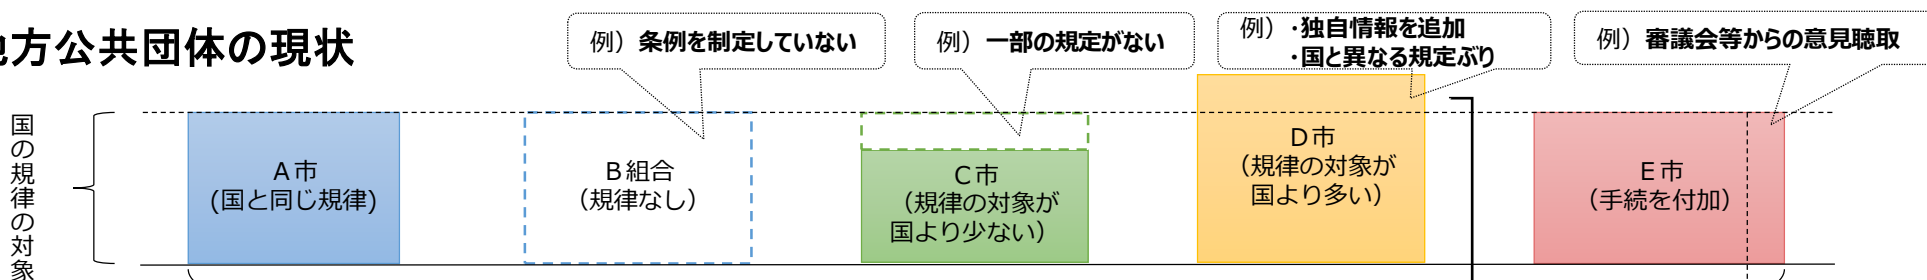 地方公共団体の現状
例）条例を制定していない
例）一部の規定がない
例）・独自情報を追加
・国と異なる規定ぶり
例）審議会等からの意見聴取
国の規律の対象
A市
(国と同じ規律)
B組合
（規律なし）
C市
（規律の対象が
国より少ない）
D市
（規律の対象が
国より多い）
E市
（手続を付加）